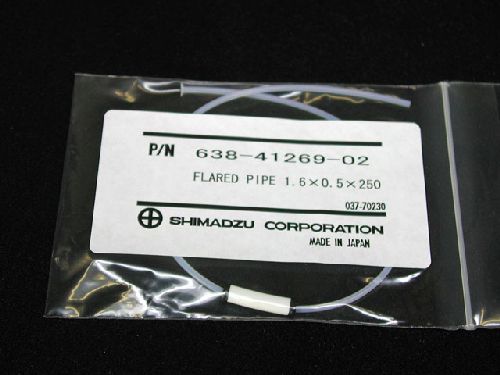 P/N 638-41269-02
FLARED PIPE 1.6×0.5×250
037-70230
SHIMADZU CORPORATION
MADE IN JAPAN